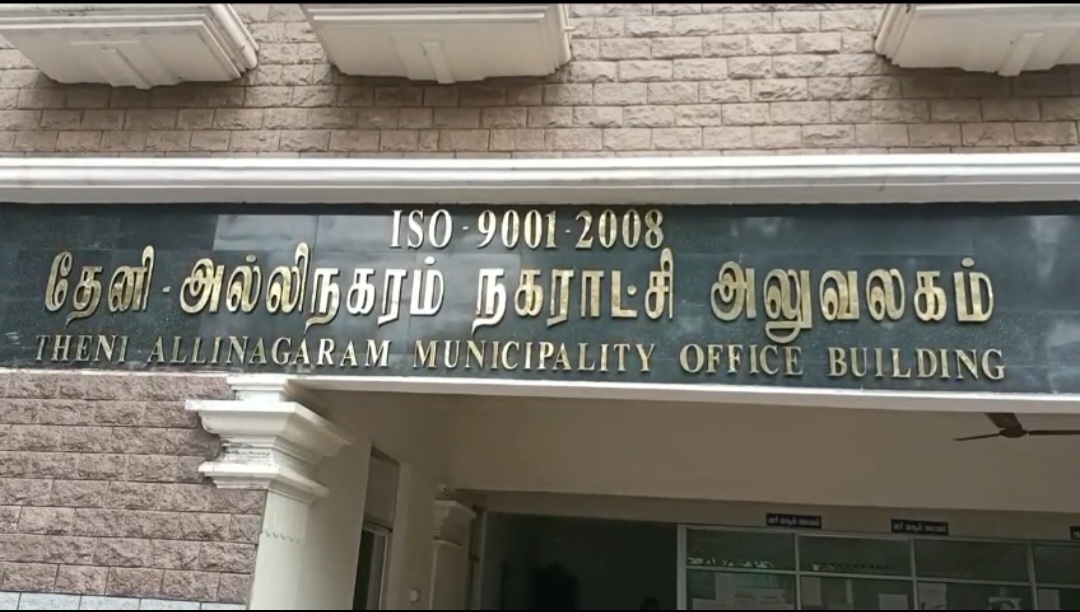 ISO - 9001 - 2008
தேனி - அல்லிநகரம் நகராட்சி அலுவலகம்
THENI ALLINAGARAM MUNICIPALITY OFFICE BUILDING